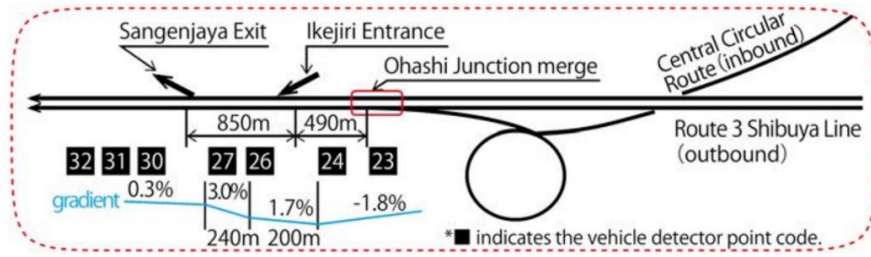 Sangenjaya Exit
Ikejiri Entrance
Ohashi Junction merge
Central Circular
Route (inbound)
850m
490m
Route 3 Shibuya Line
(outbound)
32 31 30 27 26 24 23
gradient 0.3% 3.0% 1.7% -1.8%
240m 200m
*■ indicates the vehicle detector point code.